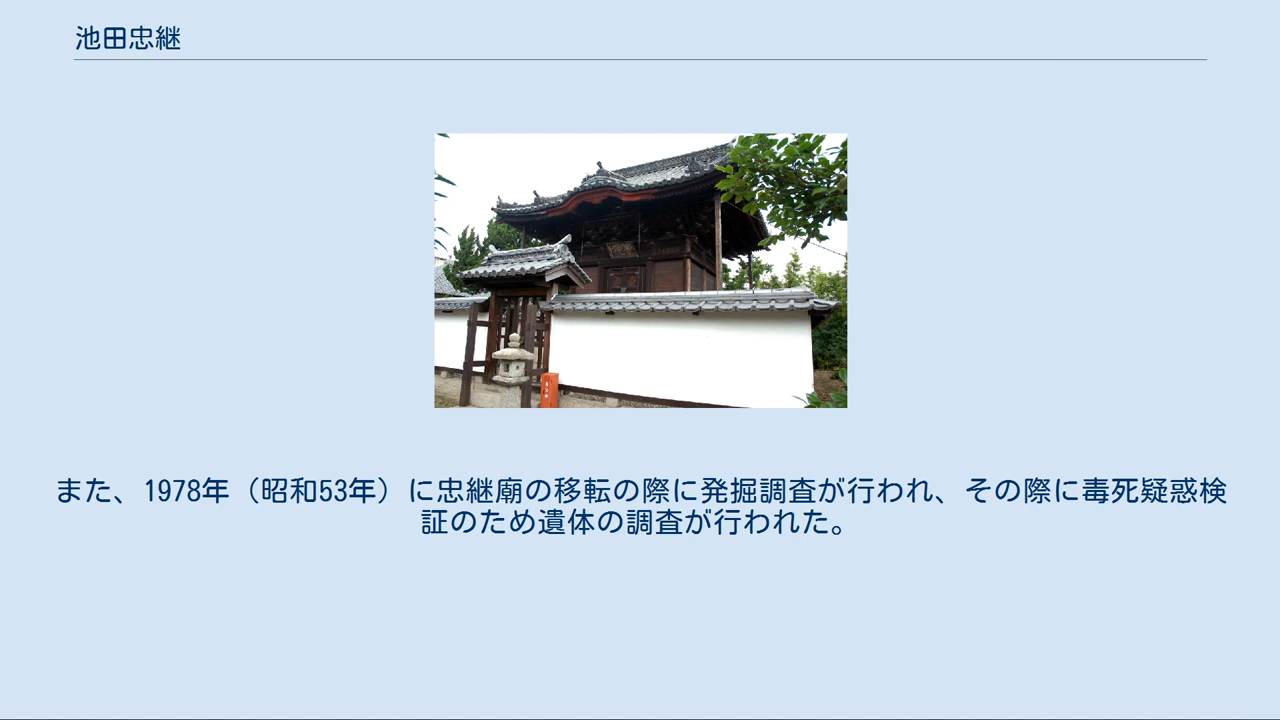 池田忠継
また、1978年（昭和53年）に忠継廟の移転の際に発掘調査が行われ、その際に毒死疑惑検
証のため遺体の調査が行われた。